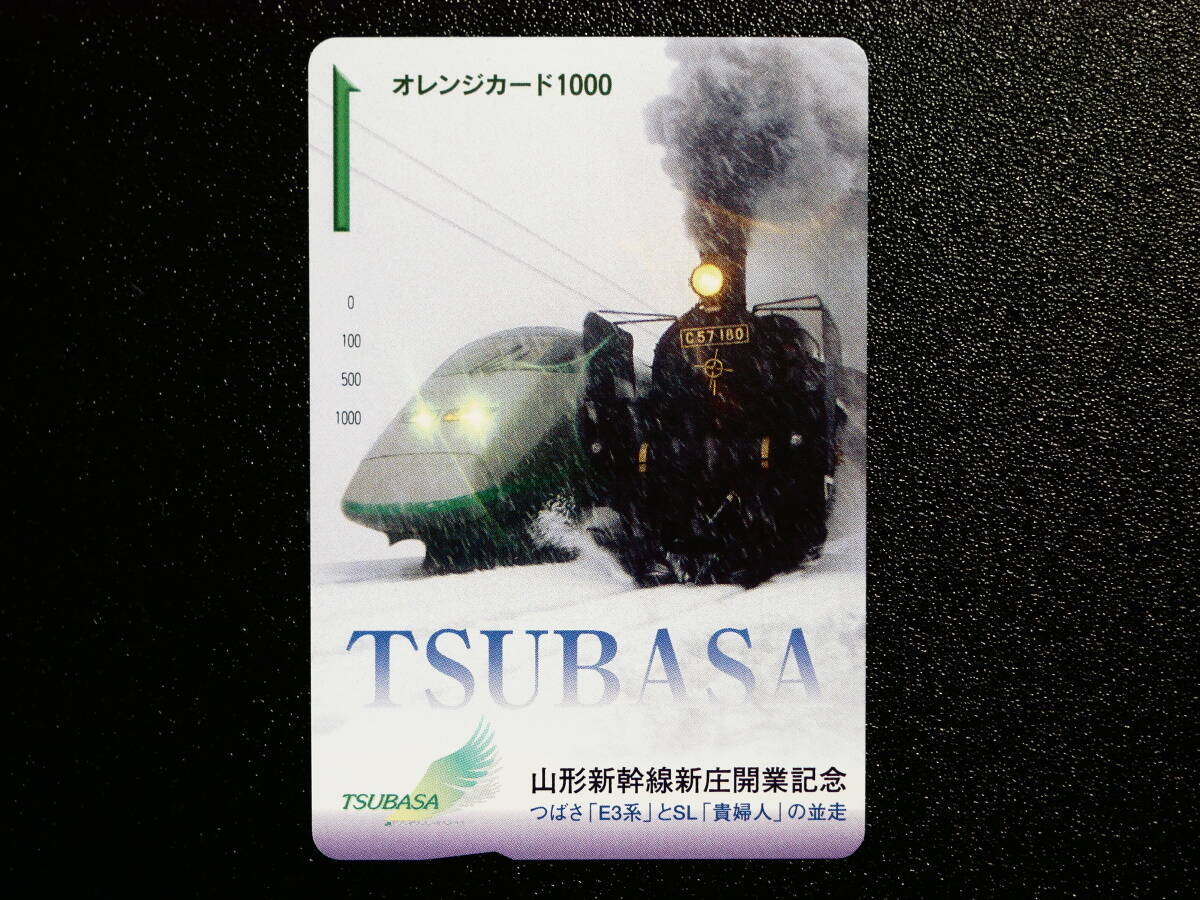 オレンジカード1000
0
100
500
1000
C57 180
TSUBASA
TSUBASA
山形新幹線新庄開業記念
つばさ「E3系」とSL「貴婦人」の並走